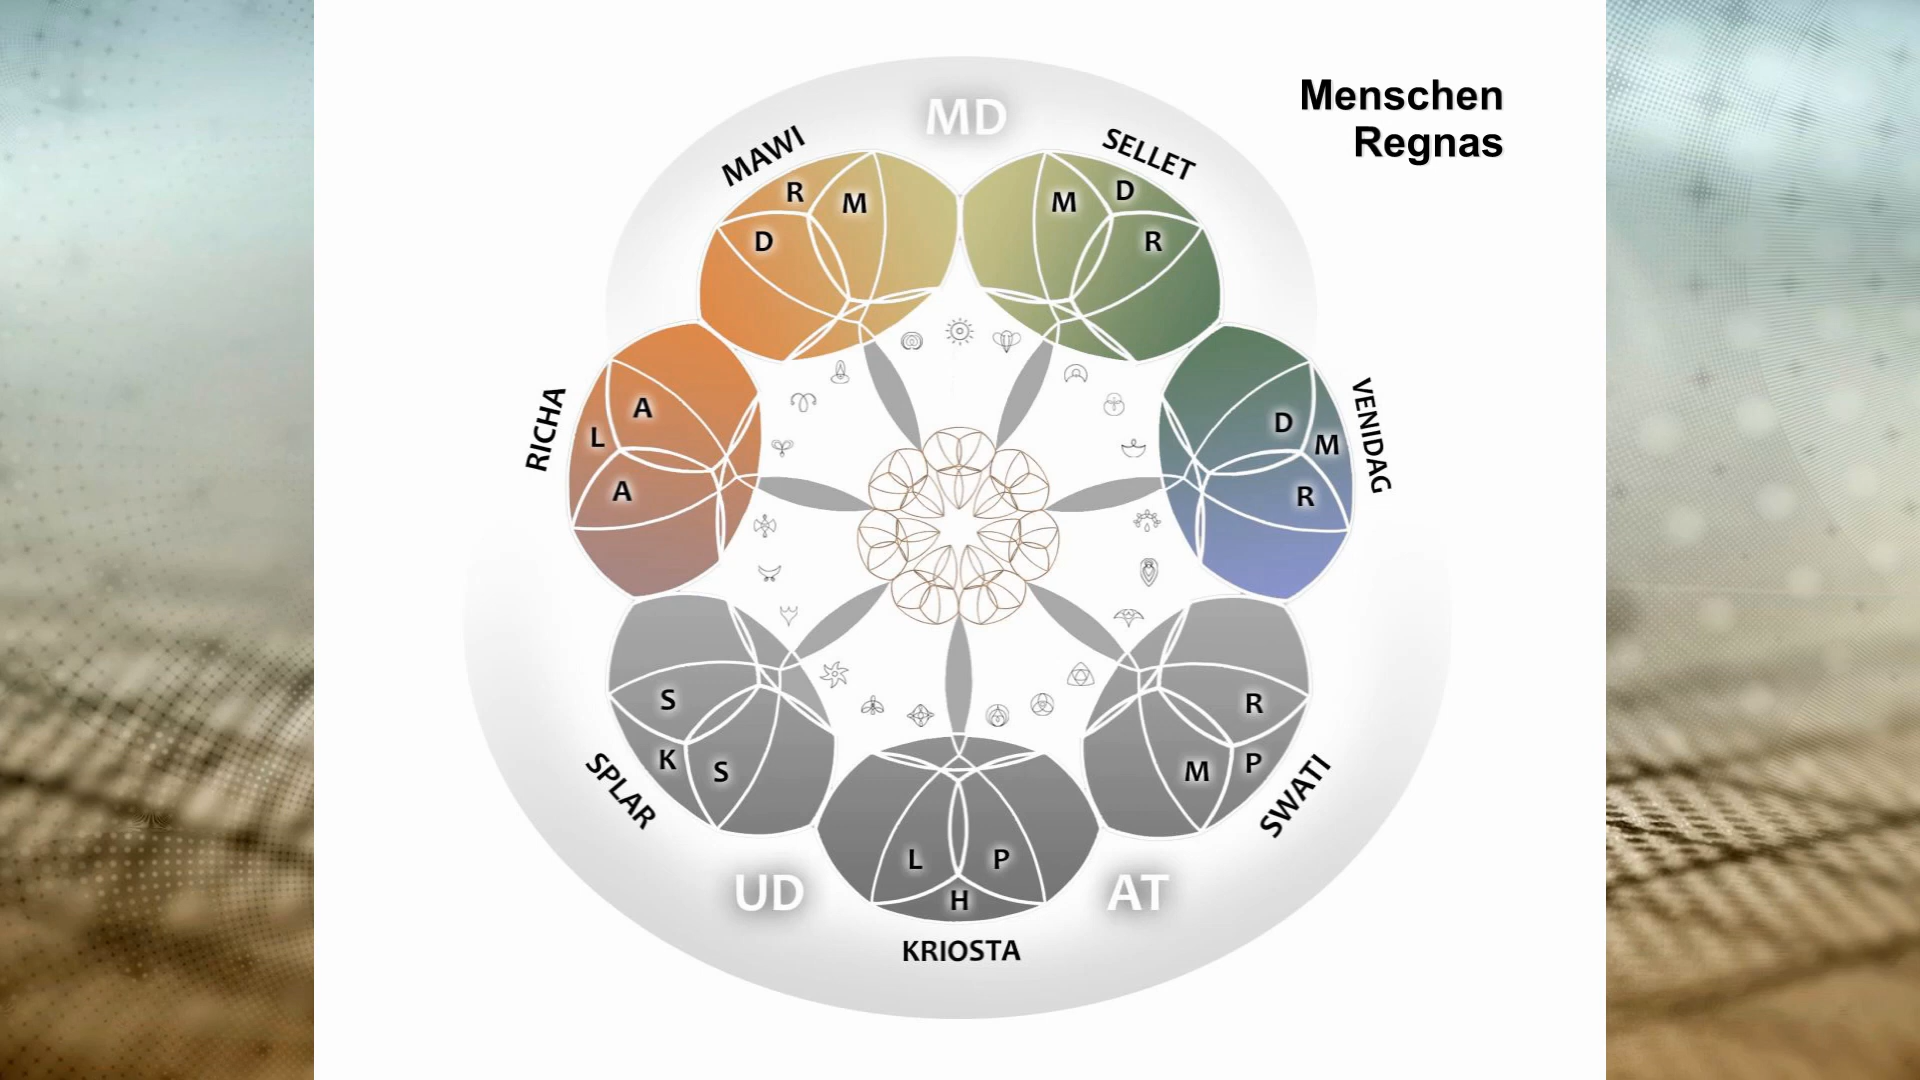 Menschen
Regnas
MD
MAWI
R
M
D
SELLET
M
D
R
RICHA
A
L
A
VENIDAG
D
M
R
SPLAR
S
K
S
SWATI
R
P
M
L
P
H
UD
AT
KRIOSTA